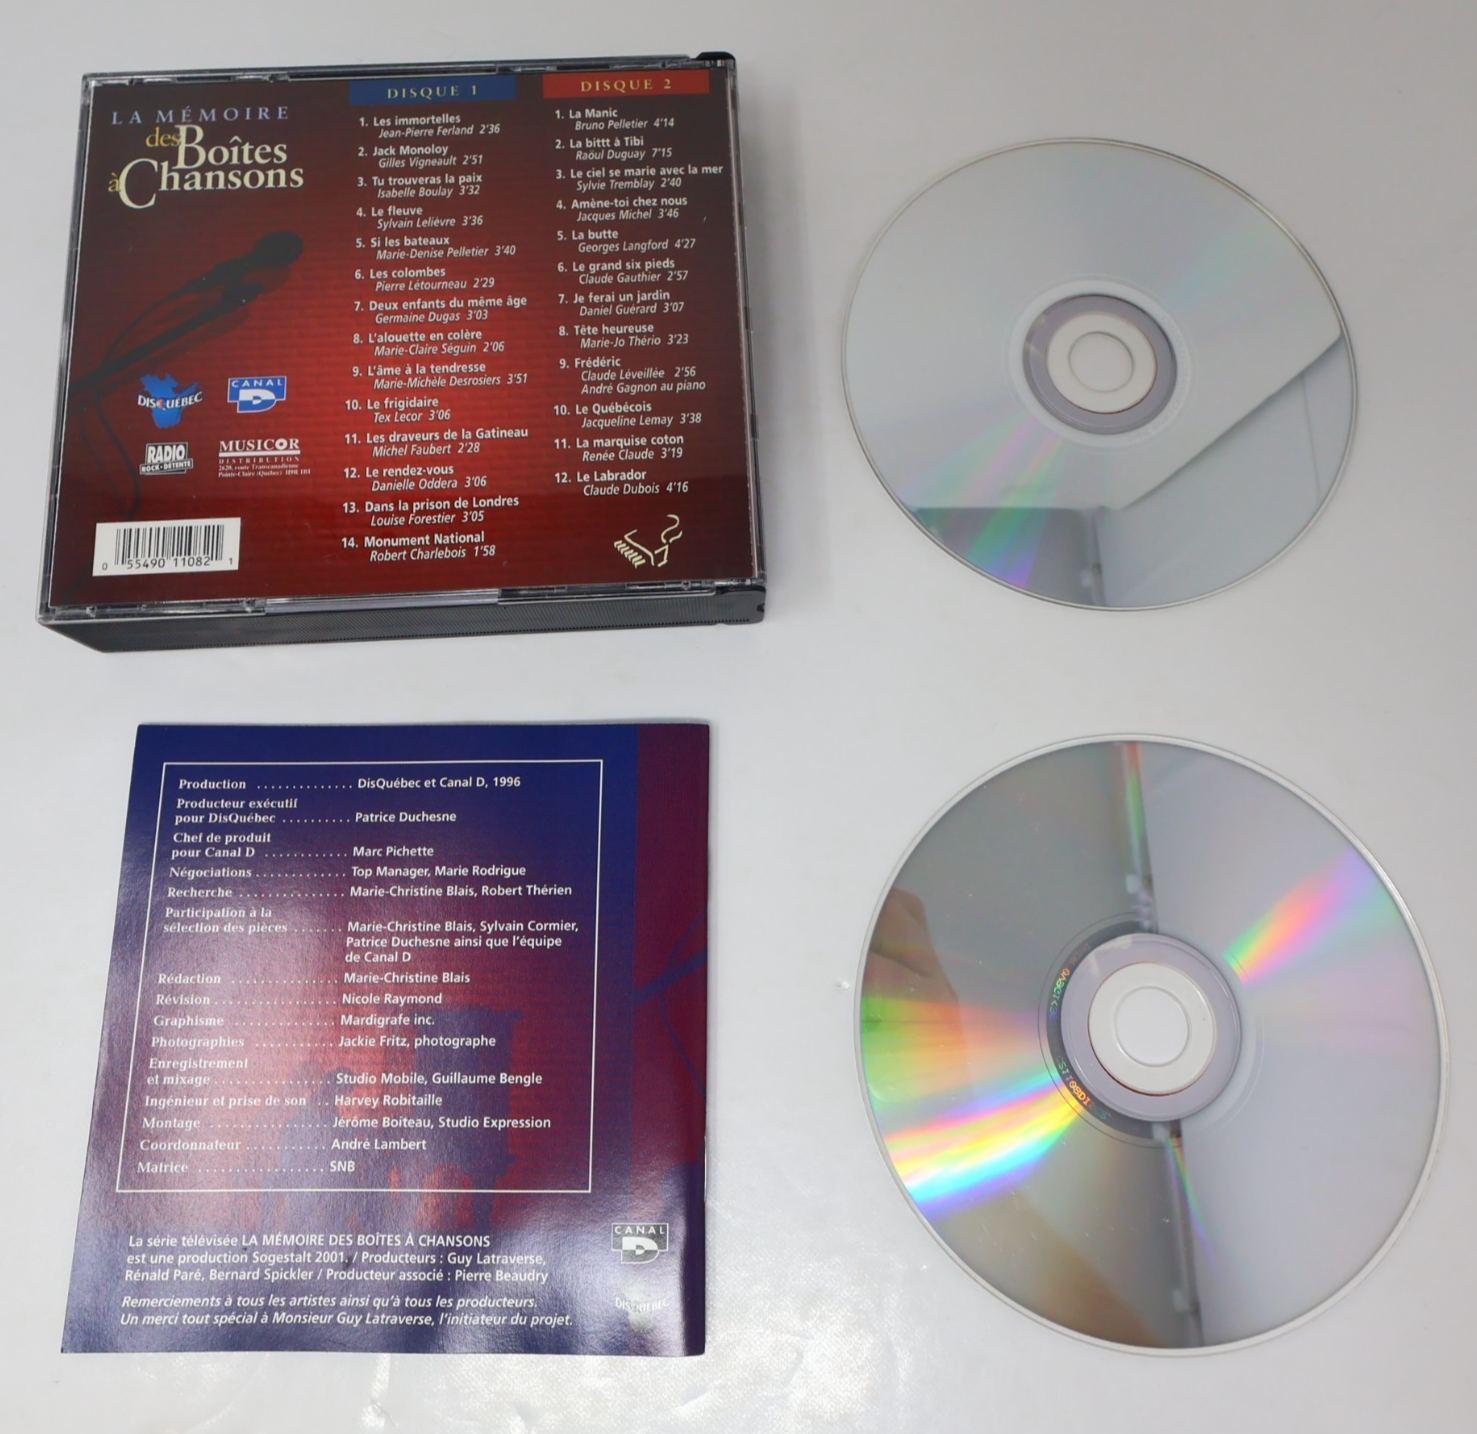 LA MÉMOIRE
des Boîtes
à Chansons
DISQUE 1
1. Les immortelles
Jean-Pierre Ferland 2'36
2. Jack Monoloy
Gilles Vigneault 2'51
3. Tu trouveras la paix
Isabelle Boulay 3'32
4. Le fleuve
Sylvain Lelièvre 3'36
5. Si les bateaux
Marie-Denise Pelletier 3'40
6. Les colombes
Pierre Létourneau 2'29
7. Deux enfants du même âge
Germaine Dugas 3'03
8. L'alouette en colère
Marie-Claire Séguin 2'06
9. L'âme à la tendresse
Marie-Michèle Desrosiers 3'51
10. Le frigidaire
Tex Lecor 3'06
11. Les draveurs de la Gatineau
Michel Faubert 2'28
12. Le rendez-vous
Danielle Oddera 3'06
13. Dans la prison de Londres
Louise Forestier 3'05
14. Monument National
Robert Charlebois 1'58
DISQUE 2
1. La Manic
Bruno Pelletier 4'14
2. La bittt à Tibi
Raôul Duguay 7'15
3. Le ciel se marie avec la mer
Sylvie Tremblay 2'40
4. Amène-toi chez nous
Jacques Michel 3'46
5. La butte
Georges Langford 4'27
6. Le grand six pieds
Claude Gauthier 2'57
7. Je ferai un jardin
Daniel Guérard 3'07
8. Tête heureuse
Marie-Jo Thério 3'23
9. Frédéric
Claude Léveillée 2'56
André Gagnon au piano
10. Le Québécois
Jacqueline Lemay 3'38
11. La marquise coton
Renée Claude 3'19
12. Le Labrador
Claude Dubois 4'16
DISQUÉBEC
CANAL
D
RADIO
ROCK-DÉTENTE
MUSICOR
DISTRIBUTION
2620, route Transcanadienne
Pointe-Claire (Québec) H9R 1B1
0 55490 11082 1
Production .............. DisQuébec et Canal D, 1996
Producteur exécutif
pour DisQuébec .......... Patrice Duchesne
Chef de produit
pour Canal D ............ Marc Pichette
Négociations ............. Top Manager, Marie Rodrigue
Recherche ............... Marie-Christine Blais, Robert Thérien
Participation à la
sélection des pièces ....... Marie-Christine Blais, Sylvain Cormier,
Patrice Duchesne ainsi que l'équipe
de Canal D
Rédaction ................ Marie-Christine Blais
Révision .................. Nicole Raymond
Graphisme ............... Mardigrafe inc.
Photographies ........... Jackie Fritz, photographe
Enregistrement
et mixage ................. Studio Mobile, Guillaume Bengle
Ingénieur et prise de son .. Harvey Robitaille
Montage .................. Jérôme Boiteau, Studio Expression
Coordonnateur ............ André Lambert
Matrice ................... SNB
La série télévisée LA MÉMOIRE DES BOÎTES À CHANSONS
est une production Sogestalt 2001. / Producteurs : Guy Latraverse,
Rénald Paré, Bernard Spickler / Producteur associé : Pierre Beaudry
Remerciements à tous les artistes ainsi qu'à tous les producteurs.
Un merci tout spécial à Monsieur Guy Latraverse, l'initiateur du projet.
CANAL
D
DISQUÉBEC